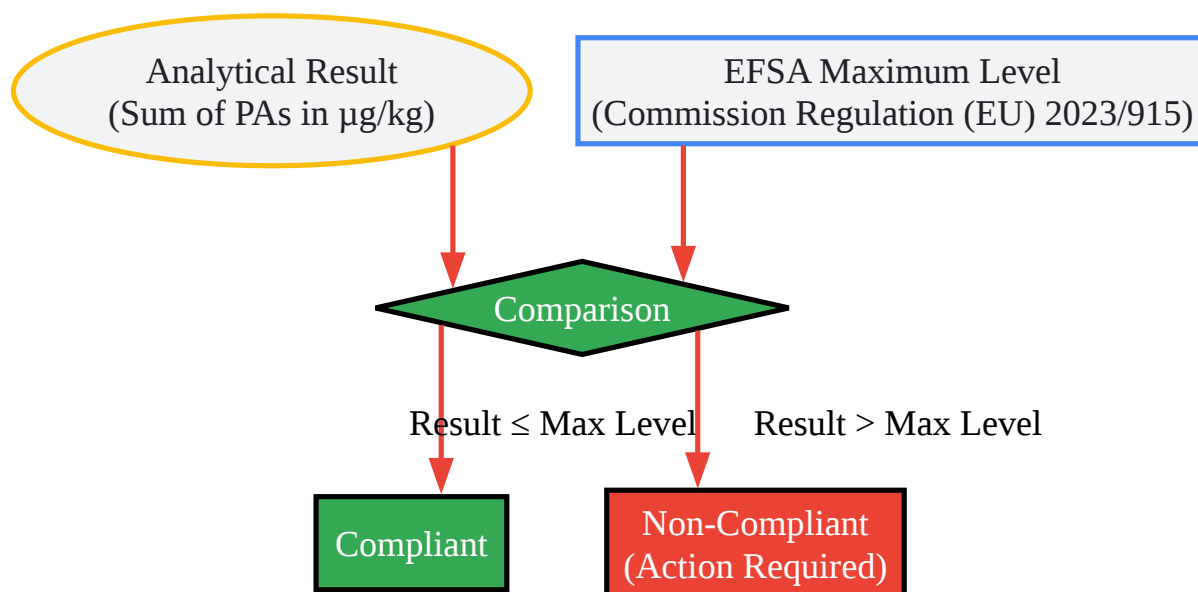 Analytical Result
(Sum of PAs in µg/kg)
EFSA Maximum Level
(Commission Regulation (EU) 2023/915)
Comparison
Result ≤ Max Level
Result > Max Level
Compliant
Non-Compliant
(Action Required)